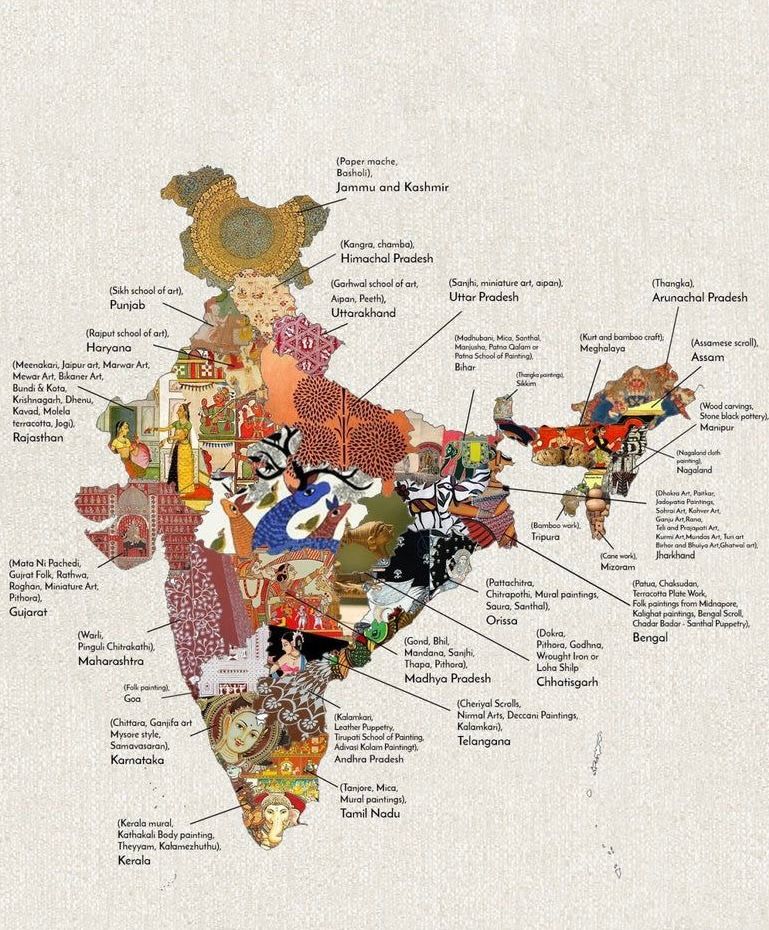 (Paper mache,
Basholi),
Jammu and Kashmir
(Kangra, chamba),
Himachal Pradesh
(Sikh school of art),
Punjab
(Garhwal school of art,
Aipan, Peeth),
Uttarakhand
(Sanjhi, miniature art, aipan),
Uttar Pradesh
(Thangka),
Arunachal Pradesh
(Rajput school of art),
Haryana
(Madhubani, Mica, Santhal,
Manjusha, Patna Qalam or
Patna School of Painting),
Bihar
(Kurt and bamboo craft);
Meghalaya
(Assamese scroll),
Assam
(Meenakari, Jaipur art, Marwar Art,
Mewar Art, Bikaner Art,
Bundi & Kota,
Krishnagarh, Dhenu,
Kavad, Molela
terracotta, Jogi),
Rajasthan
(Thangka paintings),
Sikkim
(Wood carvings,
Stone black pottery),
Manipur
(Nagaland cloth
painting),
Nagaland
(Dhokra Art, Paitkar,
Jadopatia Paintings,
Sohrai Art, Kohver Art,
Ganju Art,Rana,
Teli and Prajapati Art,
Kurmi Art,Mundas Art, Turi art
Birhor and Bhuiya Art,Ghatwal art),
Jharkhand
(Bamboo work),
Tripura
(Cane work),
Mizoram
(Mata Ni Pachedi,
Gujrat Folk, Rathwa,
Roghan, Miniature Art,
Pithora),
Gujarat
(Pattachitra,
Chitrapothi, Mural paintings,
Saura, Santhal),
Orissa
(Patua, Chaksudan,
Terracotta Plate Work,
Folk paintings from Midnapore,
Kalighat paintings, Bengal Scroll,
Chadar Bador - Santhal Puppetry),
Bengal
(Warli,
Pinguli Chitrakathi),
Maharashtra
(Gond, Bhil,
Mandana, Sanjhi,
Thapa, Pithora),
Madhya Pradesh
(Dokra,
Pithora, Godhna,
Wrought Iron or
Loha Shilp
Chhatisgarh
(Folk painting),
Goa
(Cheriyal Scrolls,
Nirmal Arts, Deccani Paintings,
Kalamkari),
Telangana
(Chittara, Ganjifa art
Mysore style,
Samavasaran),
Karnataka
(Kalamkari,
Leather Puppetry,
Tirupati School of Painting,
Adivasi Kolam Paintingt),
Andhra Pradesh
(Tanjore, Mica,
Mural paintings),
Tamil Nadu
(Kerala mural,
Kathakali Body painting,
Theyyam, Kalamezhuthu),
Kerala